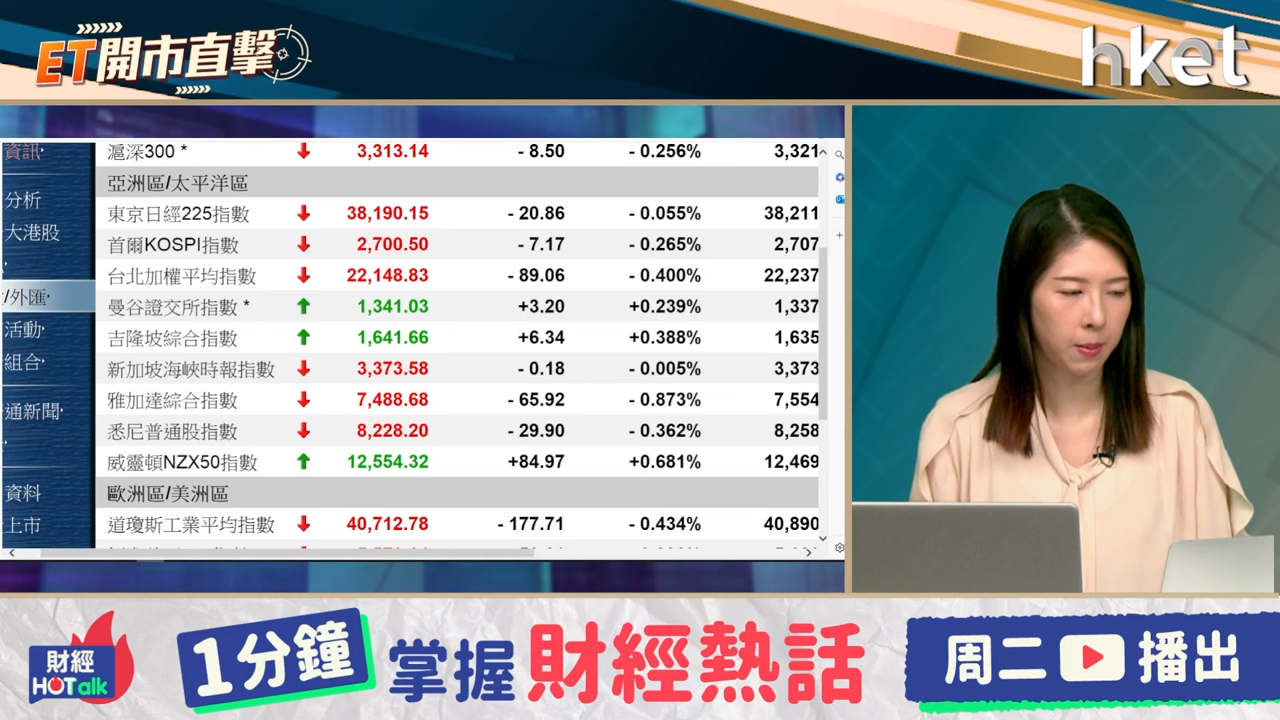 ET開市直擊
hket
資訊
滬深300 * 3,313.14 - 8.50 - 0.256% 3,321
亞洲區/太平洋區
分析
東京日經225指數 38,190.15 - 20.86 - 0.055% 38,211
大港股
首爾KOSPI指數 2,700.50 - 7.17 - 0.265% 2,707
台北加權平均指數 22,148.83 - 89.06 - 0.400% 22,237
/外匯
曼谷證交所指數 * 1,341.03 +3.20 +0.239% 1,337
活動
吉隆坡綜合指數 1,641.66 +6.34 +0.388% 1,635
組合
新加坡海峽時報指數 3,373.58 - 0.18 - 0.005% 3,373
雅加達綜合指數 7,488.68 - 65.92 - 0.873% 7,554
通新聞
悉尼普通股指數 8,228.20 - 29.90 - 0.362% 8,258
威靈頓NZX50指數 12,554.32 +84.97 +0.681% 12,469
資料
歐洲區/美洲區
上市
道瓊斯工業平均指數 40,712.78 - 177.71 - 0.434% 40,890
財經
HOTalk
1分鐘
掌握財經熱話
周二 播出